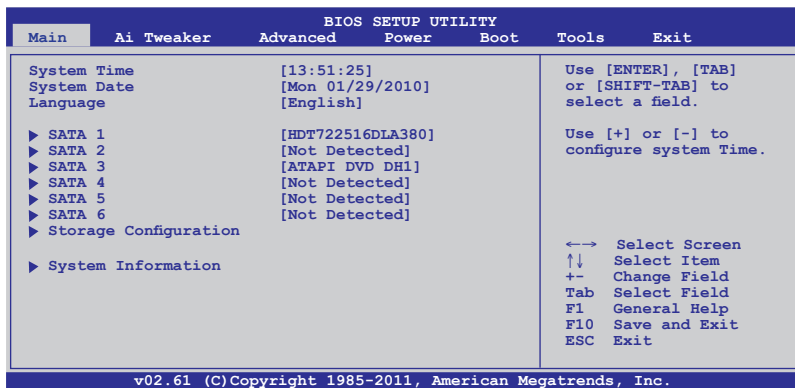 BIOS SETUP UTILITY
Main Ai Tweaker Advanced Power Boot Tools Exit
System Time [13:51:25]
System Date [Mon 01/29/2010]
Language [English]
▶ SATA 1 [HDT722516DLA380]
▶ SATA 2 [Not Detected]
▶ SATA 3 [ATAPI DVD DH1]
▶ SATA 4 [Not Detected]
▶ SATA 5 [Not Detected]
▶ SATA 6 [Not Detected]
▶ Storage Configuration
▶ System Information
Use [ENTER], [TAB]
or [SHIFT-TAB] to
select a field.
Use [+] or [-] to
configure system Time.
←→ Select Screen
↑↓ Select Item
+- Change Field
Tab Select Field
F1 General Help
F10 Save and Exit
ESC Exit
v02.61 (C)Copyright 1985-2011, American Megatrends, Inc.